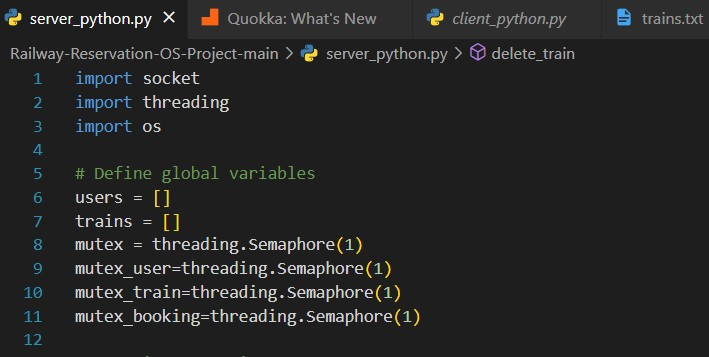 server_python.py × Quokka: What's New client_python.py trains.txt
Railway-Reservation-OS-Project-main > server_python.py > delete_train
1 import socket
2 import threading
3 import os
4
5 # Define global variables
6 users = []
7 trains = []
8 mutex = threading.Semaphore(1)
9 mutex_user=threading.Semaphore(1)
10 mutex_train=threading.Semaphore(1)
11 mutex_booking=threading.Semaphore(1)
12